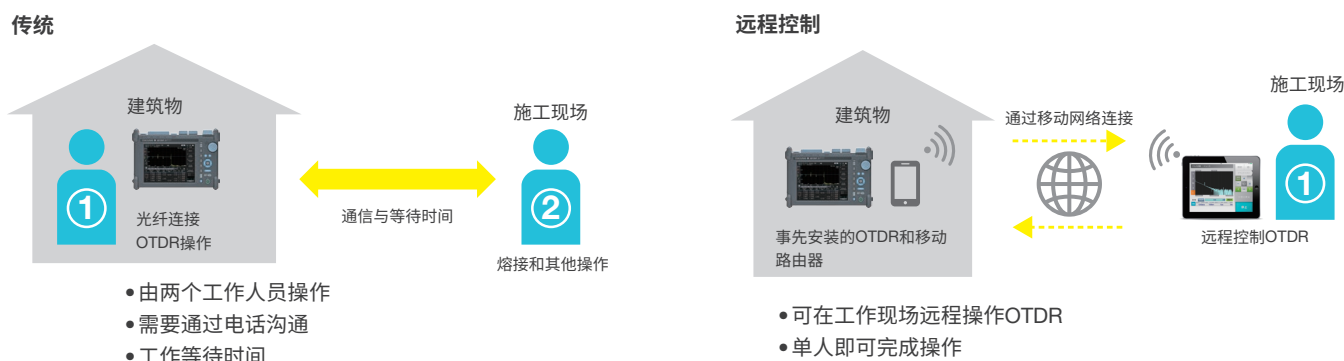 传统
建筑物
①
光纤连接
OTDR操作
通信与等待时间
施工现场
②
熔接和其他操作
•由两个工作人员操作
•需要通过电话沟通
•工作等待时间
远程控制
建筑物
事先安装的OTDR和移动
路由器
通过移动网络连接
施工现场
①
远程控制OTDR
•可在工作现场远程操作OTDR
•单人即可完成操作